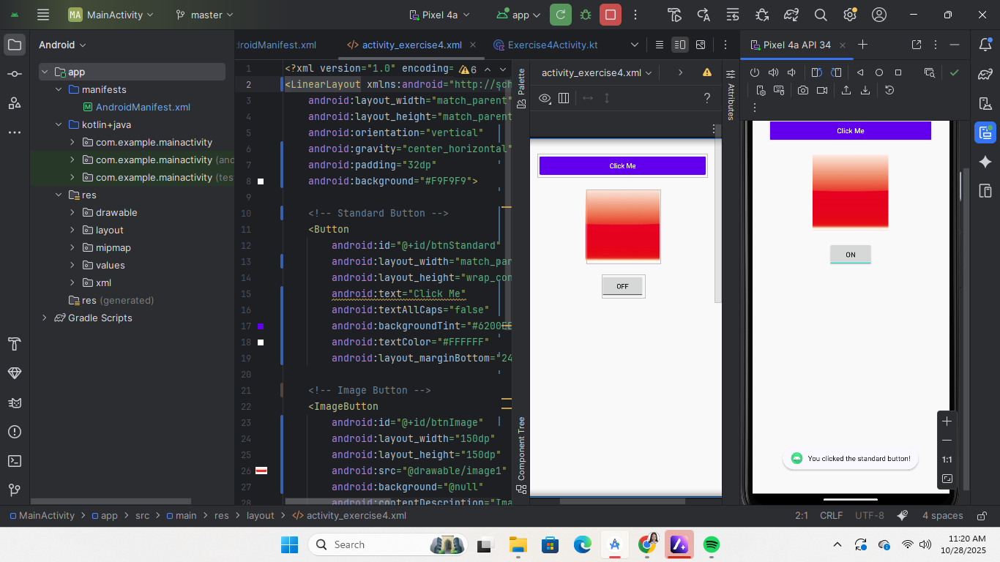 MA MainActivity
master
Pixel 4a
app
Android
app
manifests
AndroidManifest.xml
kotlin+java
com.example.mainactivity
com.example.mainactivity (and
com.example.mainactivity (tes
res
drawable
layout
mipmap
values
xml
res (generated)
Gradle Scripts
droidManifest.xml
activity_exercise4.xml
Exercise4Activity.kt
6
1 <?xml version="1.0" encoding=
2 <LinearLayout xmlns:android="http://sch
3 android:layout_width="match_parent"
4 android:layout_height="match_parent
5 android:orientation="vertical"
6 android:gravity="center_horizontal"
7 android:padding="32dp"
8 android:background="#F9F9F9">
9
10 <!-- Standard Button -->
11 <Button
12 android:id="@+id/btnStandard"
13 android:layout_width="match_par
14 android:layout_height="wrap_con
15 android:text="Click Me"
16 android:textAllCaps="false"
17 android:backgroundTint="#6200EE
18 android:textColor="#FFFFFF"
19 android:layout_marginBottom="24
20
21 <!-- Image Button -->
22 <ImageButton
23 android:id="@+id/btnImage"
24 android:layout_width="150dp"
25 android:layout_height="150dp"
26 android:src="@drawable/image1"
27 android:background="@null"
28 android:contentDescription="Ima
Palette
Component Tree
activity_exercise4.xml
?
Click Me
OFF
Attributes
Pixel 4a API 34
Click Me
ON
You clicked the standard button!
1:1
MainActivity > app > src > main > res > layout > activity_exercise4.xml
2:1 CRLF UTF-8 4 spaces
Search
11:20 AM
10/28/2025